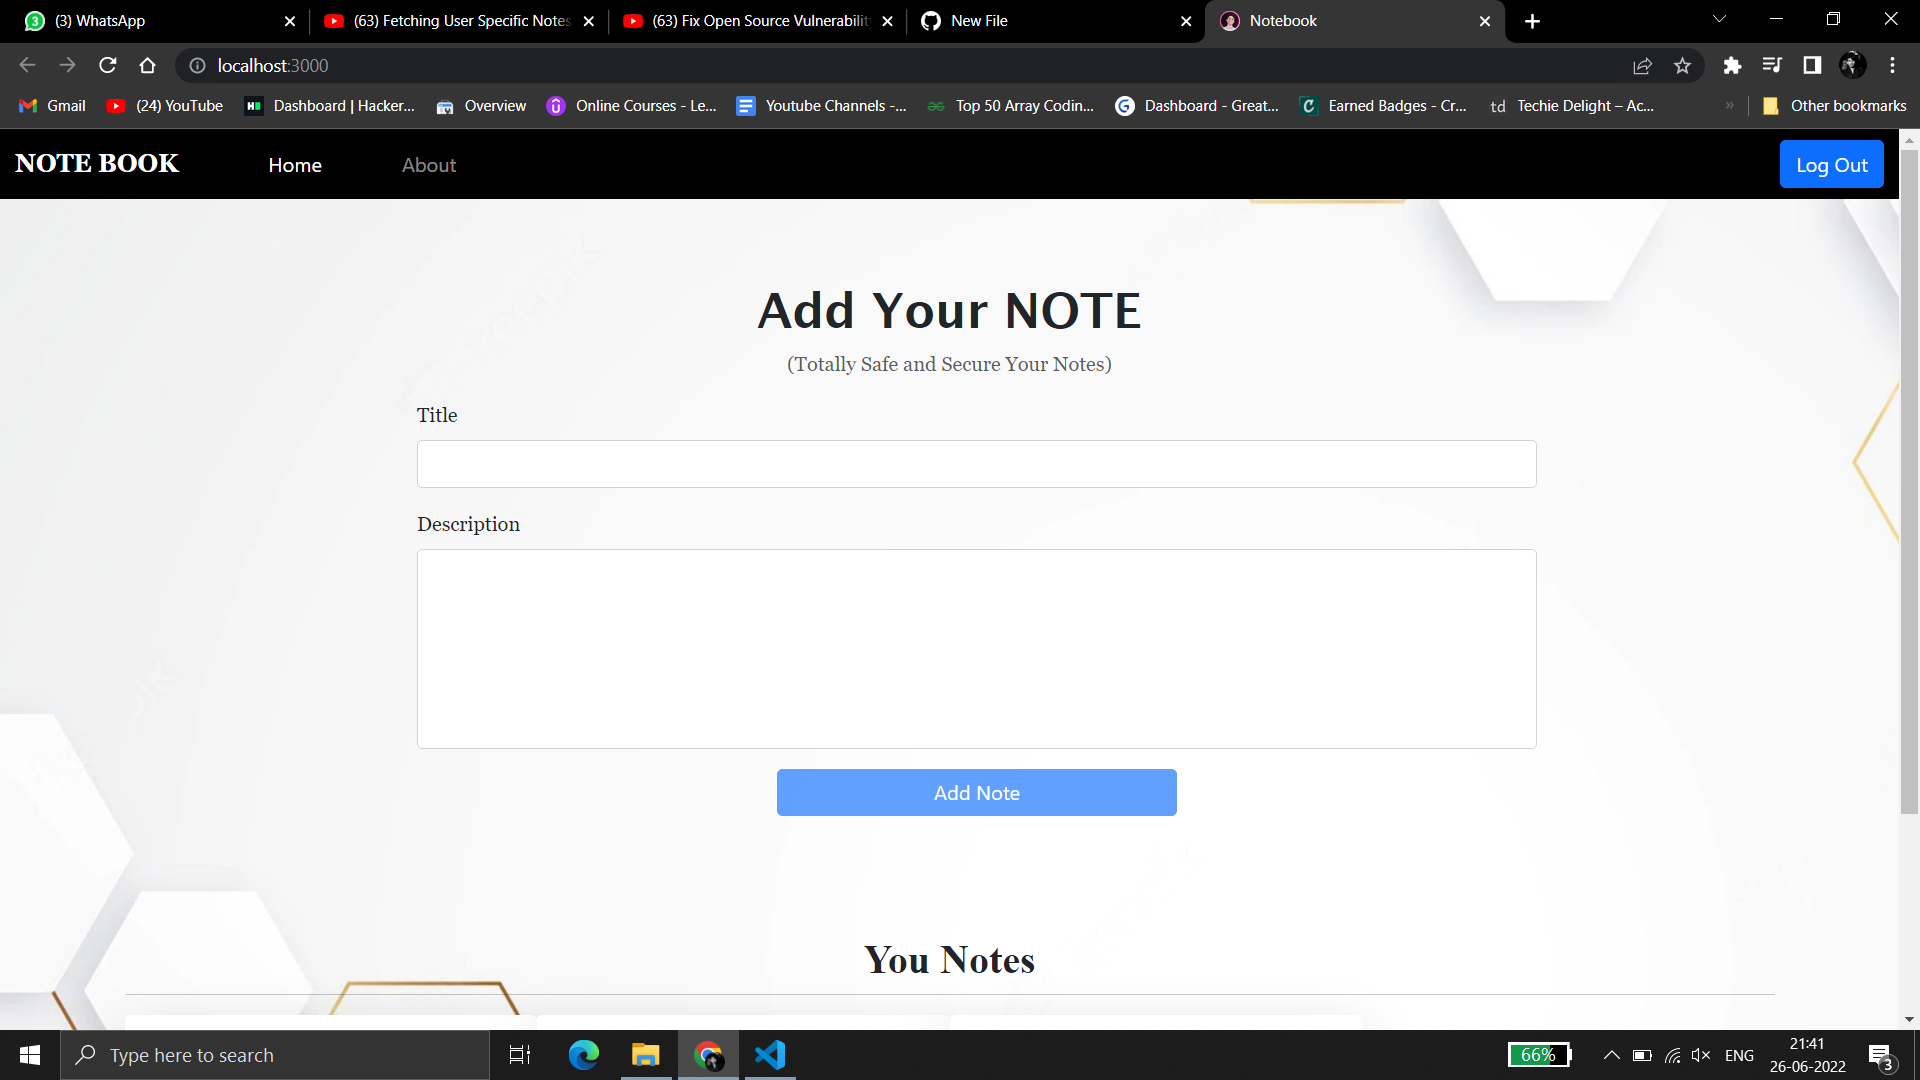 (3) WhatsApp
(63) Fetching User Specific Notes
(63) Fix Open Source Vulnerabilit
New File
Notebook
localhost:3000
Gmail
(24) YouTube
Dashboard | Hacker...
Overview
Online Courses - Le...
Youtube Channels -...
Top 50 Array Codin...
Dashboard - Great...
Earned Badges - Cr...
td Techie Delight – Ac...
»
Other bookmarks
NOTE BOOK
Home
About
Log Out
Add Your NOTE
(Totally Safe and Secure Your Notes)
Title
Description
Add Note
You Notes
Type here to search
66%
ENG
21:41
26-06-2022
3